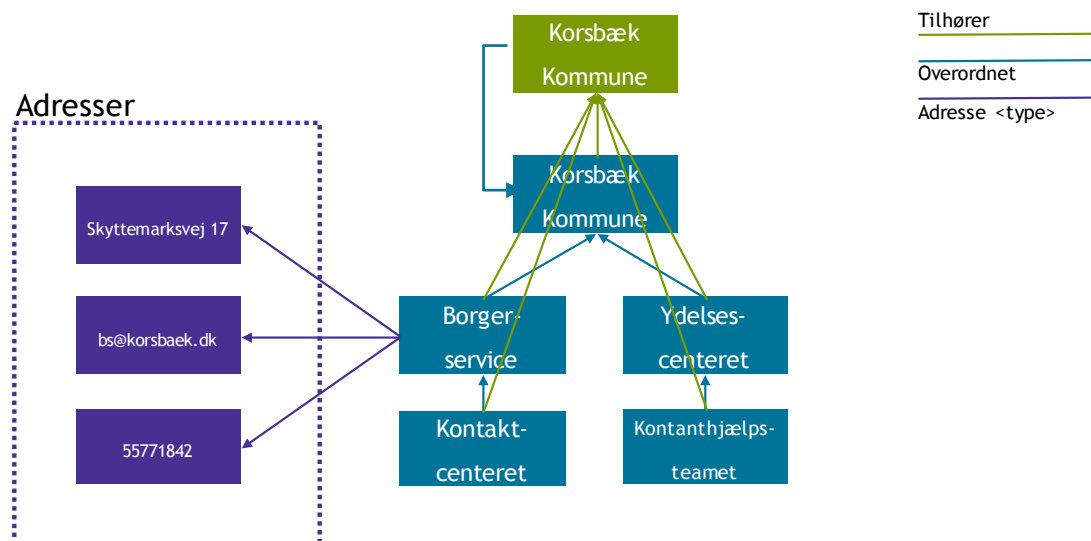 Korsbæk
Kommune
Tilhører
Overordnet
Adresse <type>
Adresser
Korsbæk
Kommune
Skyttemarksvej 17
bs@korsbaek.dk
55771842
Borger-
service
Ydelses-
centeret
Kontakt-
centeret
Kontanthjælps-
teamet